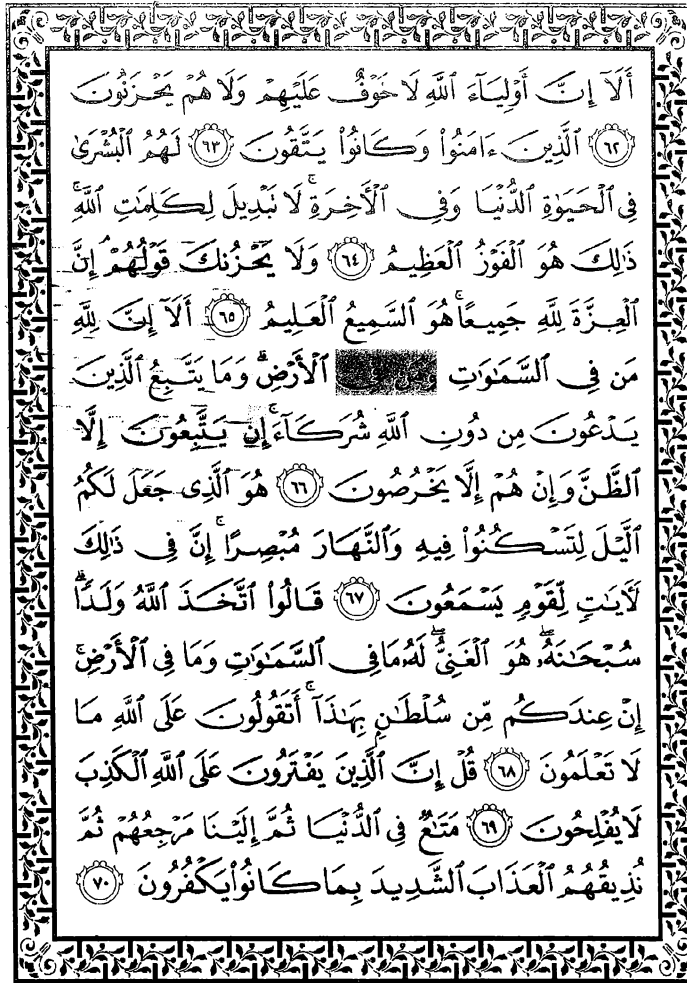 أَلَآ إِنَّ أَوْلِيَآءَ ٱللَّهِ لَا خَوْفٌ عَلَيْهِمْ وَلَا هُمْ يَحْزَنُونَ
﴿٦٢﴾ ٱلَّذِينَ ءَامَنُوا۟ وَكَانُوا۟ يَتَّقُونَ ﴿٦٣﴾ لَهُمُ ٱلْبُشْرَىٰ
فِى ٱلْحَيَوٰةِ ٱلدُّنْيَا وَفِى ٱلْأَخِرَةِ ۚ لَا تَبْدِيلَ لِكَلِمَٰتِ ٱللَّهِ ۚ
ذَٰلِكَ هُوَ ٱلْفَوْزُ ٱلْعَظِيمُ ﴿٦٤﴾ وَلَا يَحْزُنكَ قَوْلُهُمْ ۘ إِنَّ
ٱلْعِزَّةَ لِلَّهِ جَمِيعًا ۚ هُوَ ٱلسَّمِيعُ ٱلْعَلِيمُ ﴿٦٥﴾ أَلَآ إِنَّ لِلَّهِ
مَن فِى ٱلسَّمَٰوَٰتِ وَمَن فِى ٱلْأَرْضِ ۗ وَمَا يَتَّبِعُ ٱلَّذِينَ
يَدْعُونَ مِن دُونِ ٱللَّهِ شُرَكَآءَ ۚ إِن يَتَّبِعُونَ إِلَّا
ٱلظَّنَّ وَإِنْ هُمْ إِلَّا يَخْرُصُونَ ﴿٦٦﴾ هُوَ ٱلَّذِى جَعَلَ لَكُمُ
ٱلَّيْلَ لِتَسْكُنُوا۟ فِيهِ وَٱلنَّهَارَ مُبْصِرًا ۚ إِنَّ فِى ذَٰلِكَ
لَأَيَٰتٍ لِّقَوْمٍ يَسْمَعُونَ ﴿٦٧﴾ قَالُوا۟ ٱتَّخَذَ ٱللَّهُ وَلَدًا ۗ
سُبْحَٰنَهُۥ ۖ هُوَ ٱلْغَنِىُّ ۖ لَهُۥ مَا فِى ٱلسَّمَٰوَٰتِ وَمَا فِى ٱلْأَرْضِ ۚ
إِنْ عِندَكُم مِّن سُلْطَٰنٍۭ بِهَٰذَآ ۚ أَتَقُولُونَ عَلَى ٱللَّهِ مَا
لَا تَعْلَمُونَ ﴿٦٨﴾ قُلْ إِنَّ ٱلَّذِينَ يَفْتَرُونَ عَلَى ٱللَّهِ ٱلْكَذِبَ
لَا يُفْلِحُونَ ﴿٦٩﴾ مَتَٰعٌ فِى ٱلدُّنْيَا ثُمَّ إِلَيْنَا مَرْجِعُهُمْ ثُمَّ
نُذِيقُهُمُ ٱلْعَذَابَ ٱلشَّدِيدَ بِمَا كَانُوا۟ يَكْفُرُونَ ﴿٧٠﴾